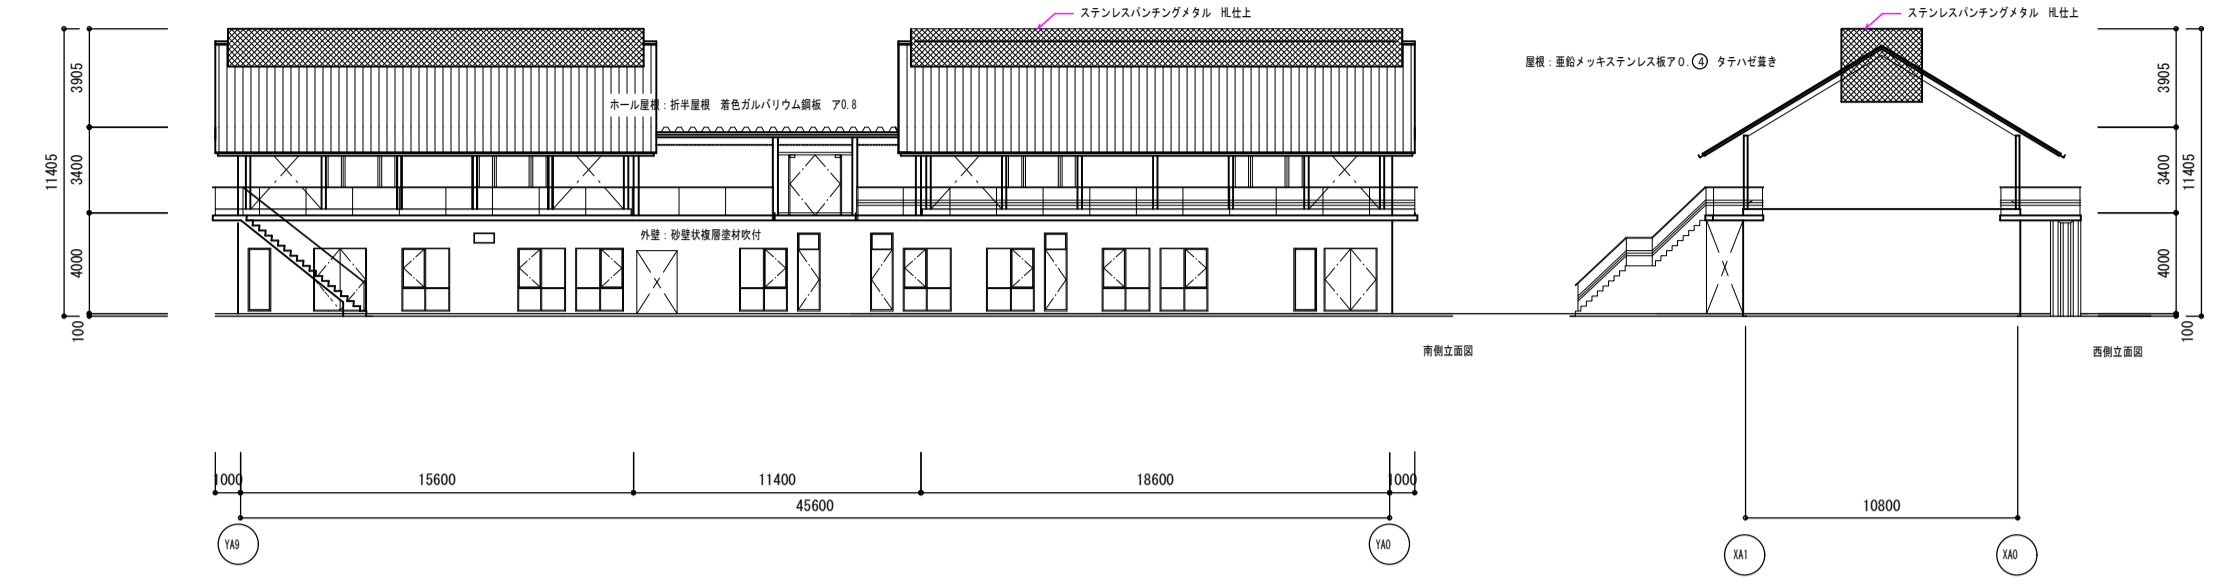 ステンレスパンチングメタル HL仕上
ステンレスパンチングメタル HL仕上
屋根：亜鉛メッキステンレス板ア0.④ タテハゼ葺き
ホール屋根：折半屋根 着色ガルバリウム鋼板 ア0.8
外壁：砂壁状複層塗材吹付
11405
3905
3400
4000
100
3905
3400
4000
11405
100
南側立面図
西側立面図
1000
15600
11400
18600
1000
45600
10800
YA9
YA0
XA1
XA0